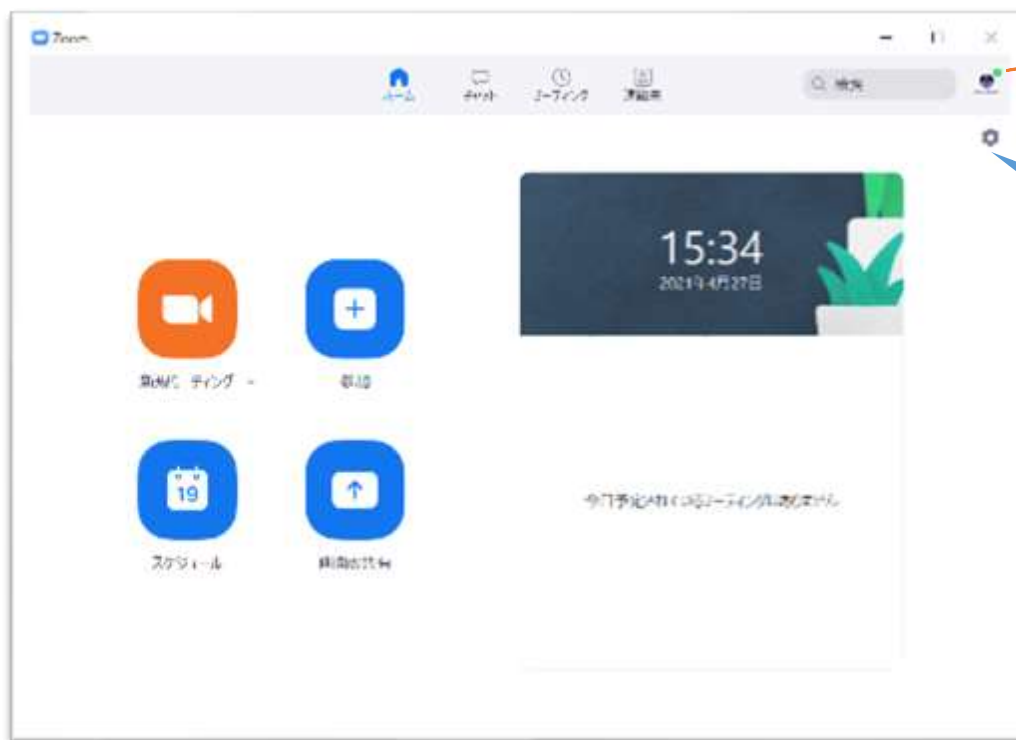 Zoom
ホーム
チャット
ミーティング
連絡先
検索
15:34
2021年4月27日
ミーティング
参加
19
スケジュール
画面の共有
今日予定されているミーティングはありません